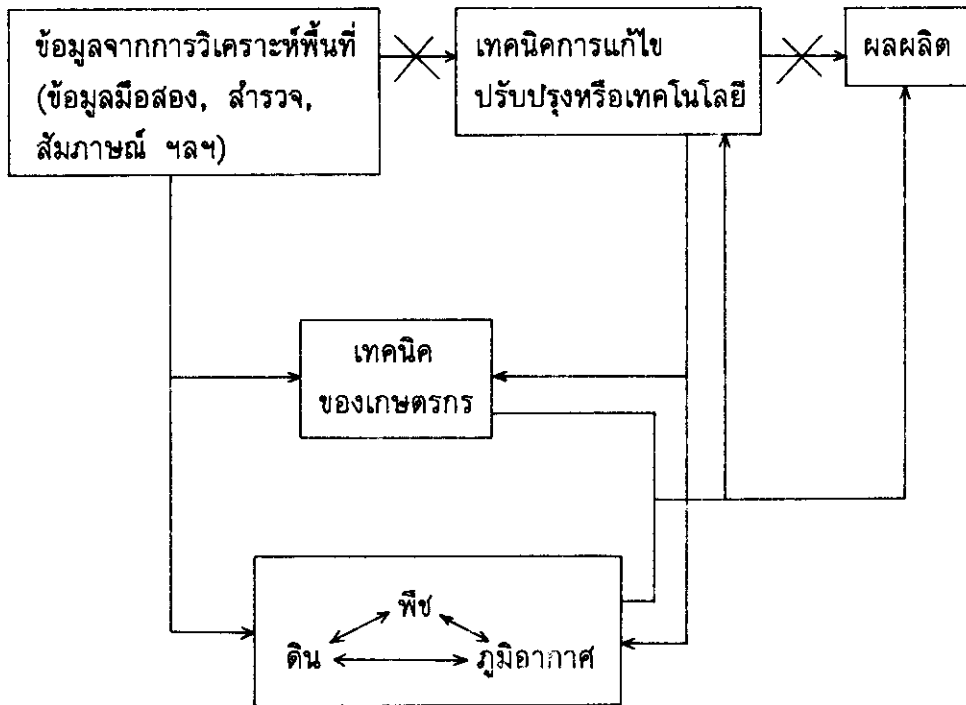 ข้อมูลจากการวิเคราะห์พื้นที่
(ข้อมูลมือสอง, สำรวจ,
สัมภาษณ์ ฯลฯ)
เทคนิคการแก้ไข
ปรับปรุงหรือเทคโนโลยี
ผลผลิต
เทคนิค
ของเกษตรกร
พืช
ดิน
ภูมิอากาศ